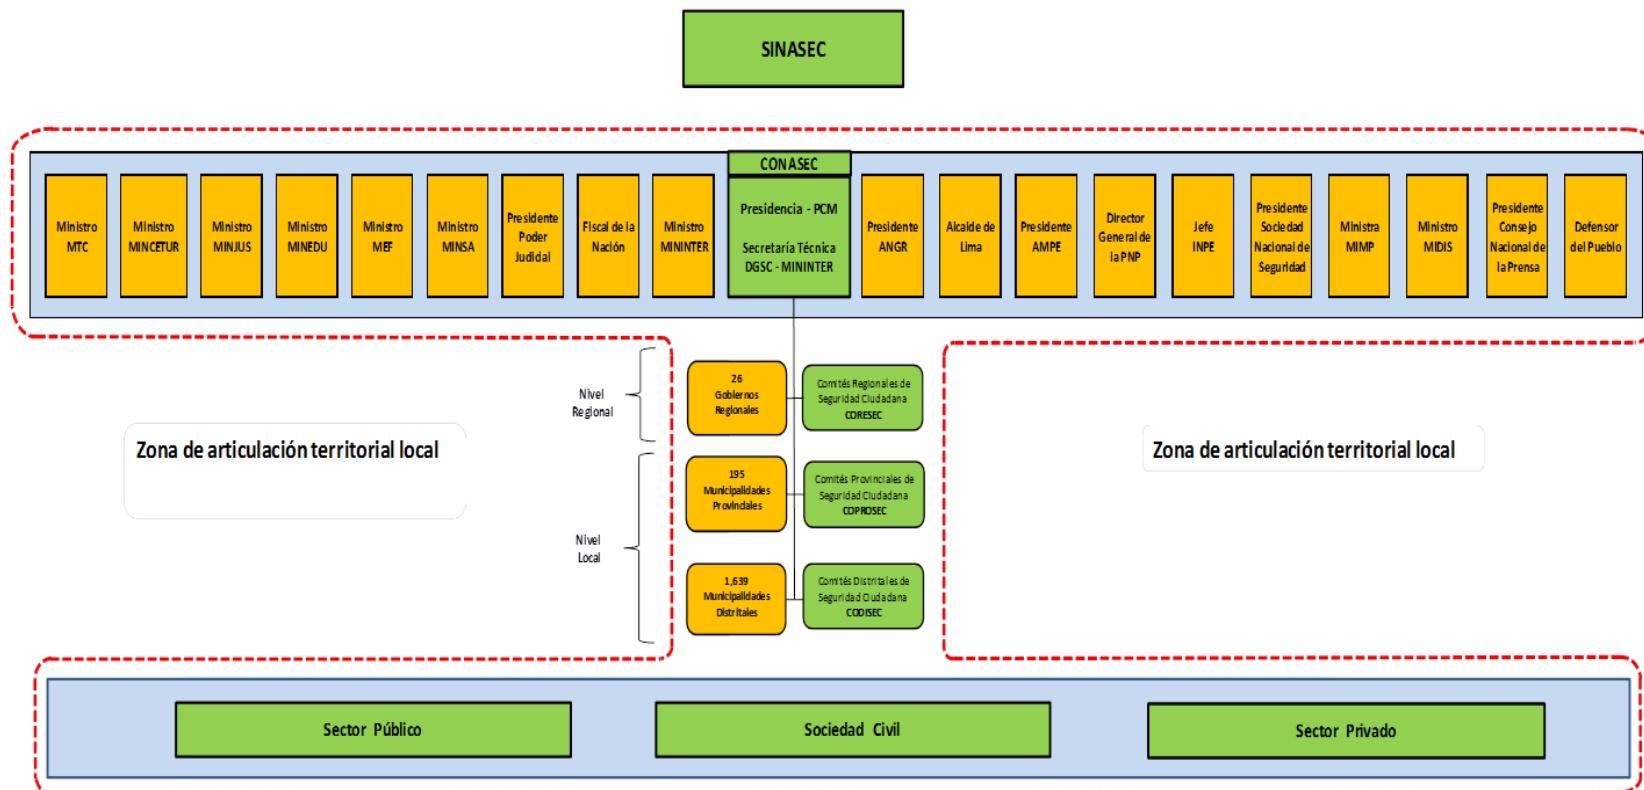 SINASEC
CONASEC
Ministro
MTC
Ministro
MINCETUR
Ministro
MINJUS
Ministro
MINEDU
Ministro
MEF
Ministro
MINSA
Presidente
Poder
Judicial
Fiscal de la
Nación
Ministro
MININTER
Presidencia - PCM
Secretaría Técnica
DGSC - MININTER
Presidente
ANGR
Alcalde de
Lima
Presidente
AMPE
Director
General de
la PNP
Jefe
INPE
Presidente
Sociedad
Nacional de
Seguridad
Ministra
MIMP
Ministro
MIDIS
Presidente
Consejo
Nacional de
la Prensa
Defensor
del Pueblo
Nivel
Regional
26
Gobiernos
Regionales
Comités Regionales de
Seguridad Ciudadana
CORESEC
Zona de articulación territorial local
Zona de articulación territorial local
195
Municipalidades
Provinciales
Comités Provinciales de
Seguridad Ciudadana
COPROSEC
Nivel
Local
1,639
Municipalidades
Distritales
Comités Distritales de
Seguridad Ciudadana
CODISEC
Sector Público
Sociedad Civil
Sector Privado